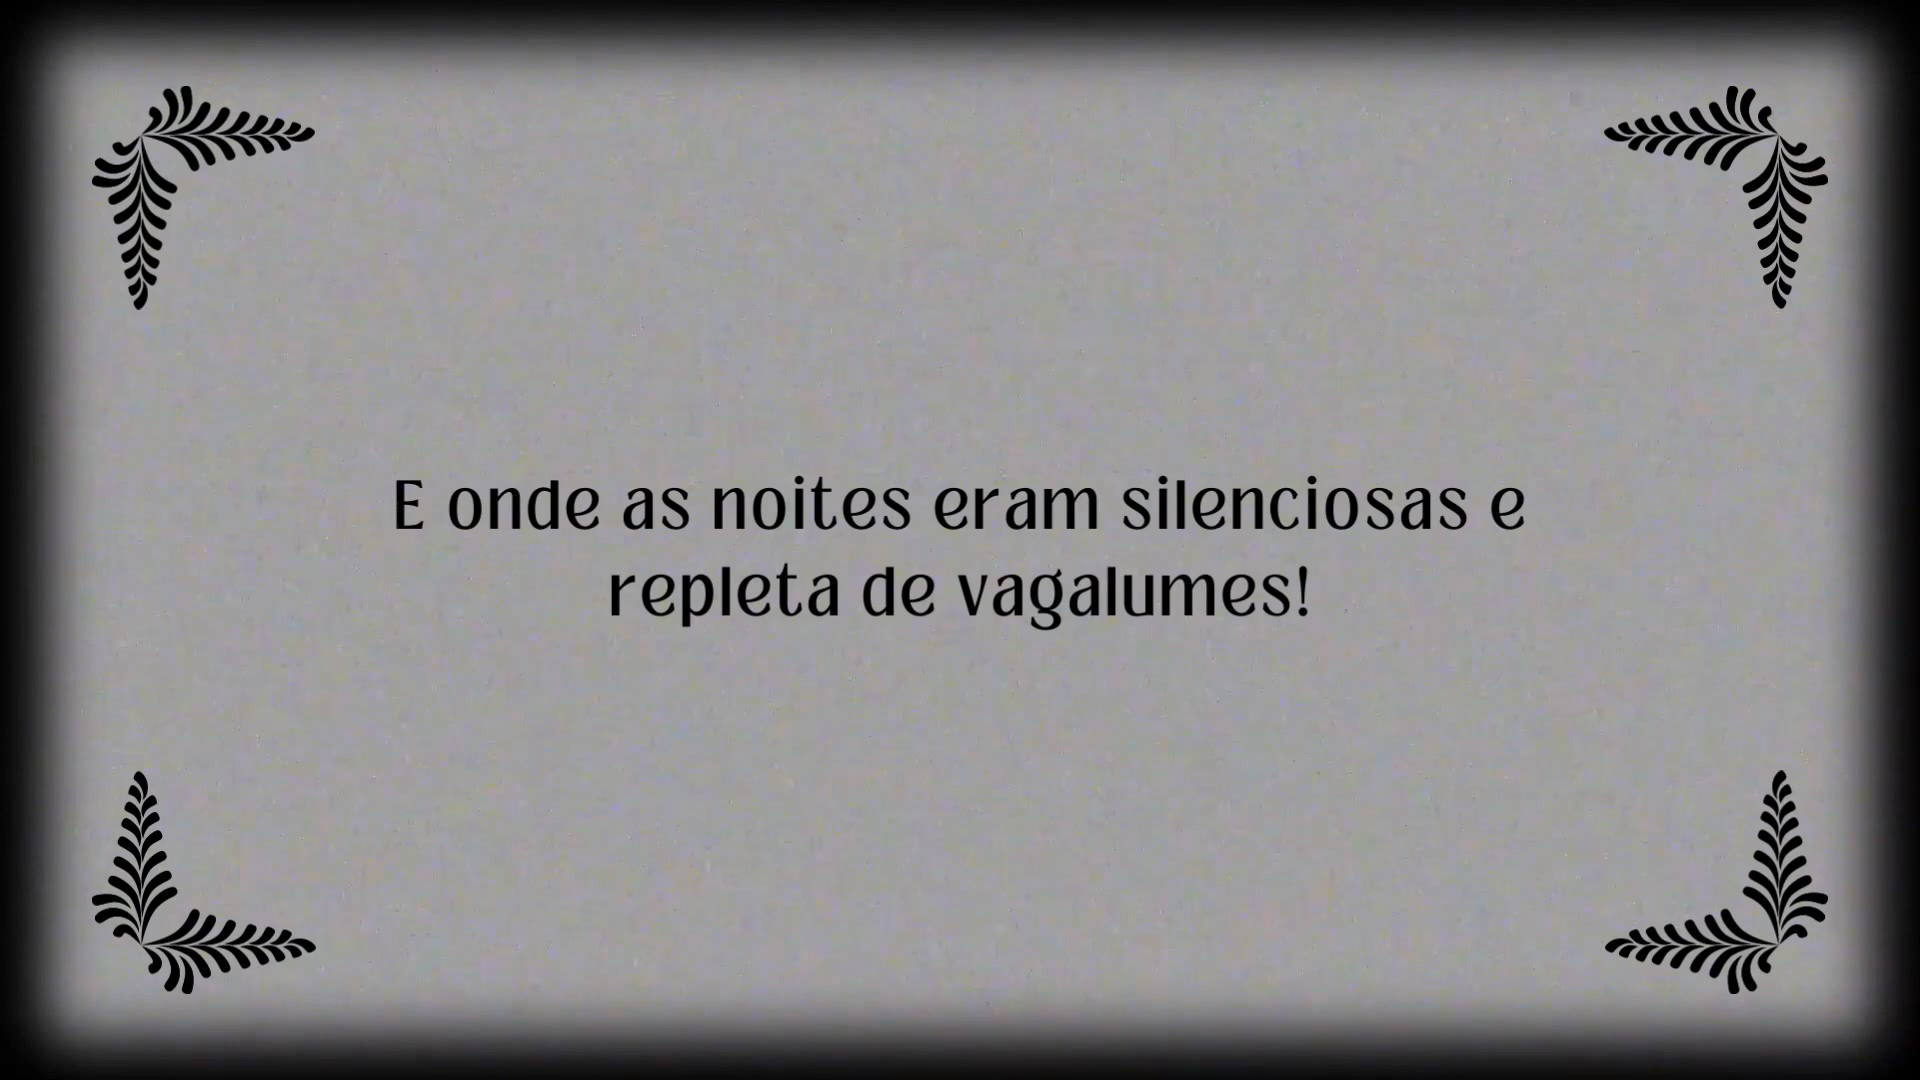 E onde as noites eram silenciosas e
repleta de vagalumes!